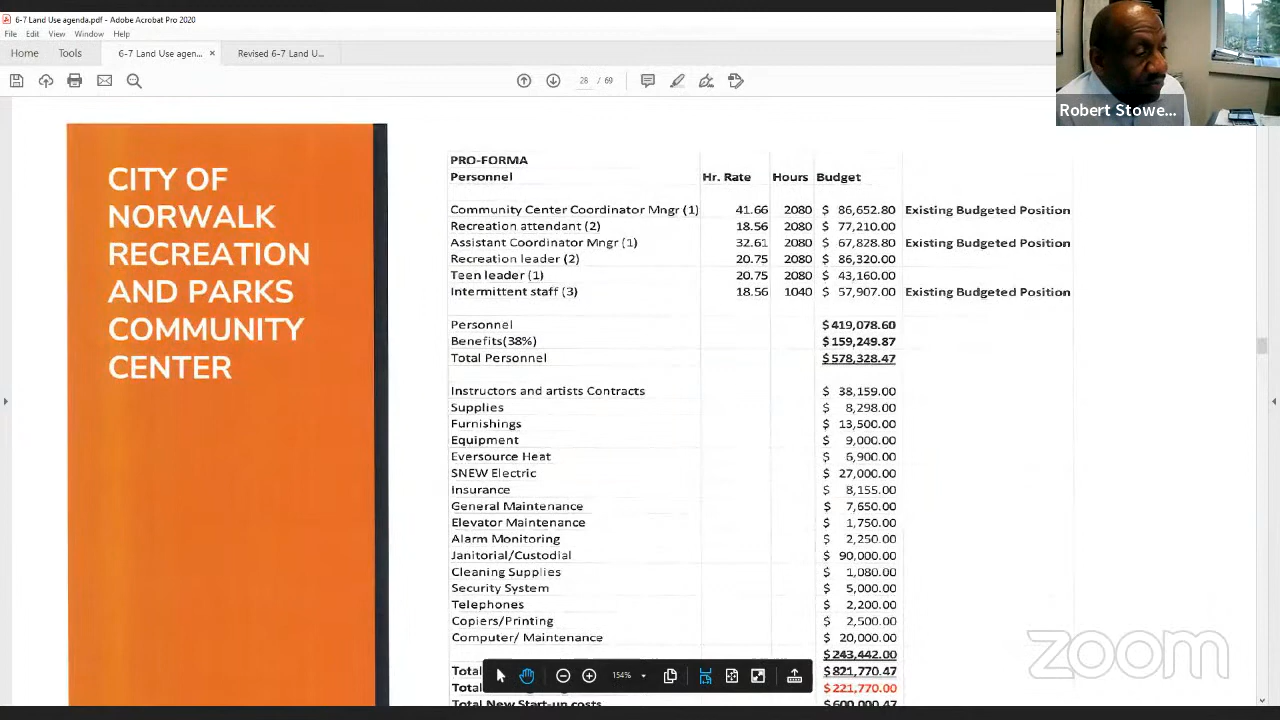 6-7 Land Use agenda.pdf - Adobe Acrobat Pro 2020
File Edit View Window Help
Home Tools 6-7 Land Use agen... × Revised 6-7 Land U...
28 / 69
Robert Stowe...
CITY OF
NORWALK
RECREATION
AND PARKS
COMMUNITY
CENTER
PRO-FORMA
Personnel Hr. Rate Hours Budget
Community Center Coordinator Mngr (1) 41.66 2080 $ 86,652.80 Existing Budgeted Position
Recreation attendant (2) 18.56 2080 $ 77,210.00
Assistant Coordinator Mngr (1) 32.61 2080 $ 67,828.80 Existing Budgeted Position
Recreation leader (2) 20.75 2080 $ 86,320.00
Teen leader (1) 20.75 2080 $ 43,160.00
Intermittent staff (3) 18.56 1040 $ 57,907.00 Existing Budgeted Position
Personnel $419,078.60
Benefits(38%) $159,249.87
Total Personnel $578,328.47
Instructors and artists Contracts $ 38,159.00
Supplies $ 8,298.00
Furnishings $ 13,500.00
Equipment $ 9,000.00
Eversource Heat $ 6,900.00
SNEW Electric $ 27,000.00
Insurance $ 8,155.00
General Maintenance $ 7,650.00
Elevator Maintenance $ 1,750.00
Alarm Monitoring $ 2,250.00
Janitorial/Custodial $ 90,000.00
Cleaning Supplies $ 1,080.00
Security System $ 5,000.00
Telephones $ 2,200.00
Copiers/Printing $ 2,500.00
Computer/ Maintenance $ 20,000.00
$243,442.00
Total $821,770.47
Total $221,770.00
Total New Start-up costs $600,000.47
154%
zoom